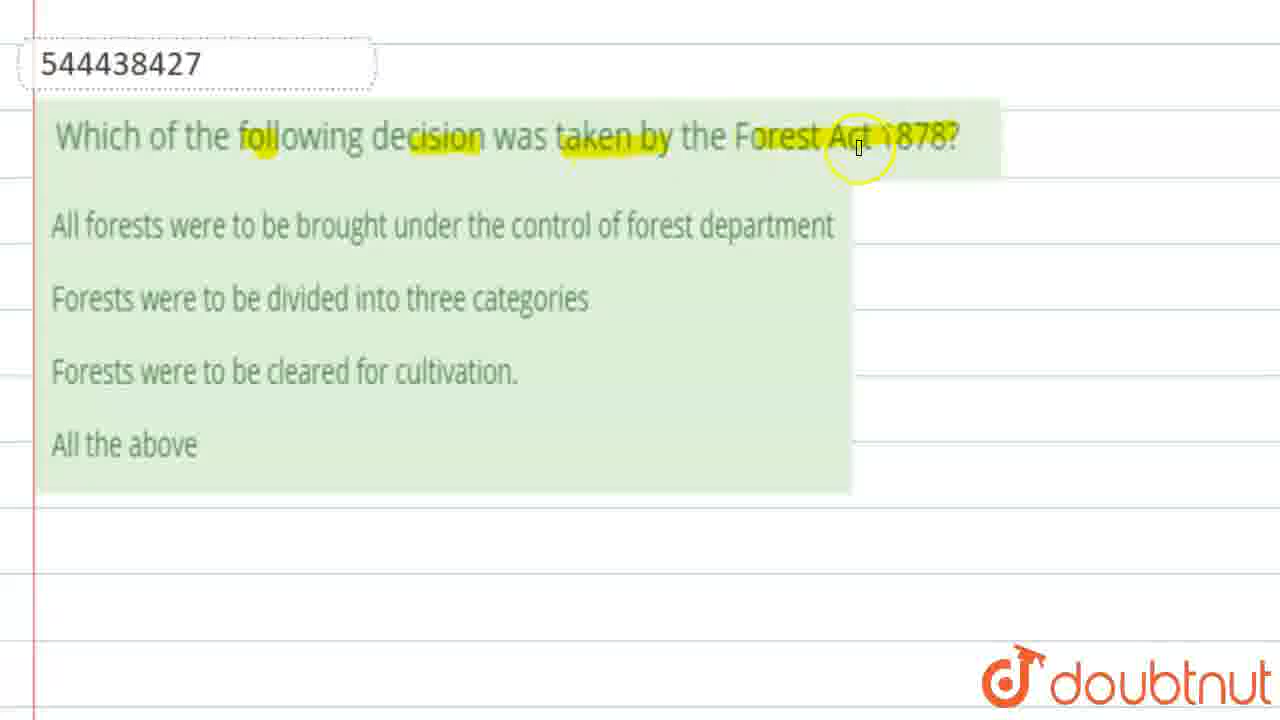 544438427
Which of the following decision was taken by the Forest Act 1878?
All forests were to be brought under the control of forest department
Forests were to be divided into three categories
Forests were to be cleared for cultivation.
All the above
doubtnut